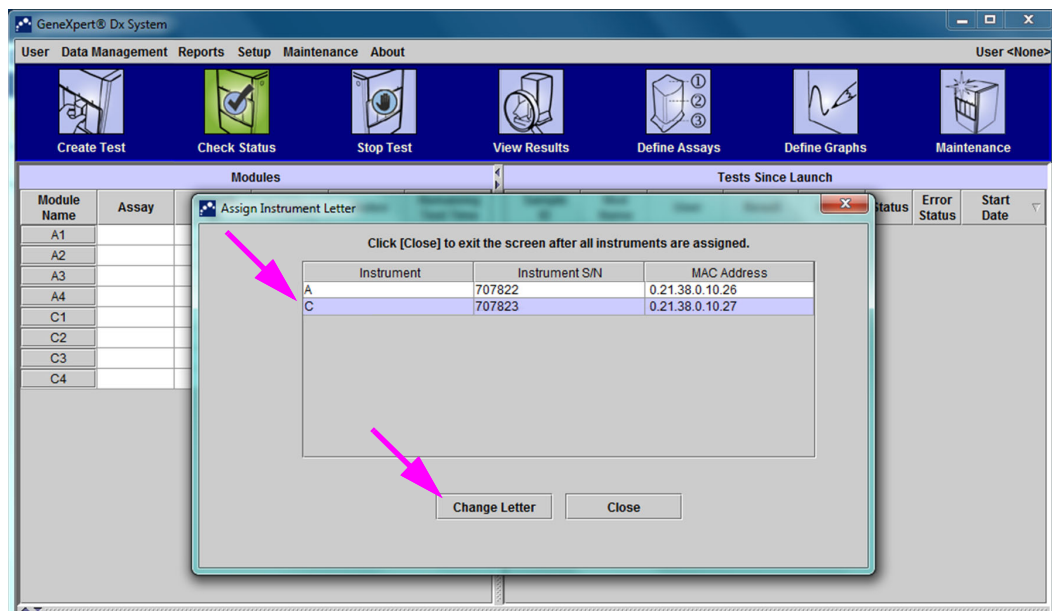 GeneXpert® Dx System
User Data Management Reports Setup Maintenance About User <None>
Create Test Check Status Stop Test View Results Define Assays Define Graphs Maintenance
Modules Tests Since Launch
Module Name Assay Status Error Status Start Date
Assign Instrument Letter
Click [Close] to exit the screen after all instruments are assigned.
Instrument Instrument S/N MAC Address
A 707822 0.21.38.0.10.26
C 707823 0.21.38.0.10.27
A1
A2
A3
A4
C1
C2
C3
C4
Change Letter Close